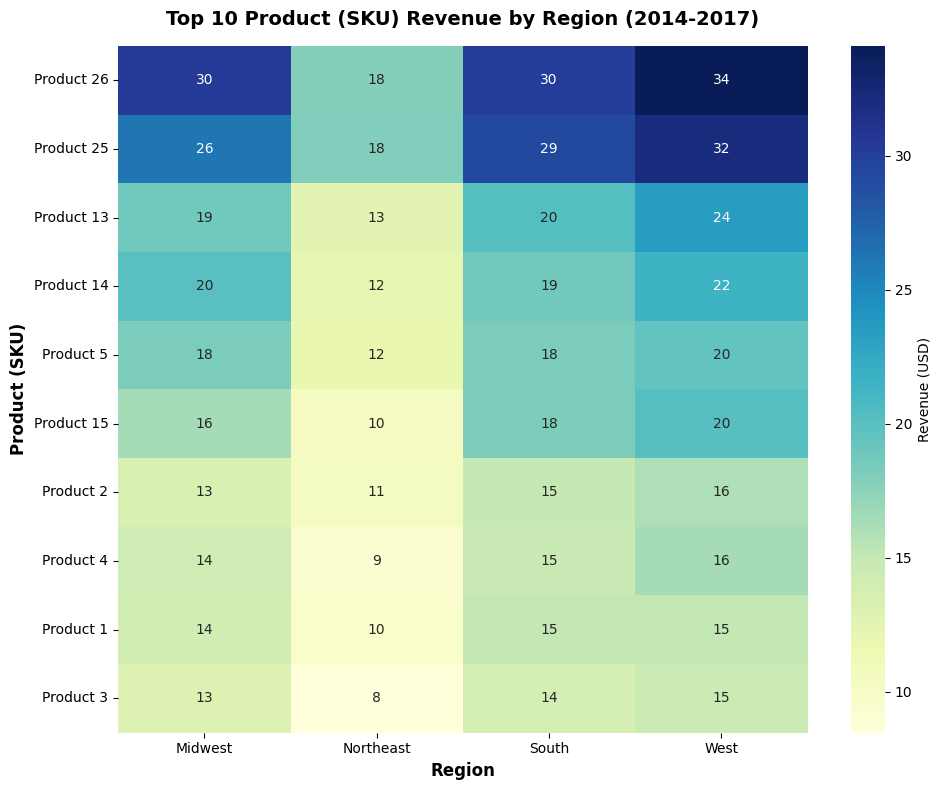 Top 10 Product (SKU) Revenue by Region (2014-2017)
Product (SKU)
Product 26 30 18 30 34
Product 25 26 18 29 32
Product 13 19 13 20 24
Product 14 20 12 19 22
Product 5 18 12 18 20
Product 15 16 10 18 20
Product 2 13 11 15 16
Product 4 14 9 15 16
Product 1 14 10 15 15
Product 3 13 8 14 15
Midwest Northeast South West
Region
30
25
20
15
10
Revenue (USD)